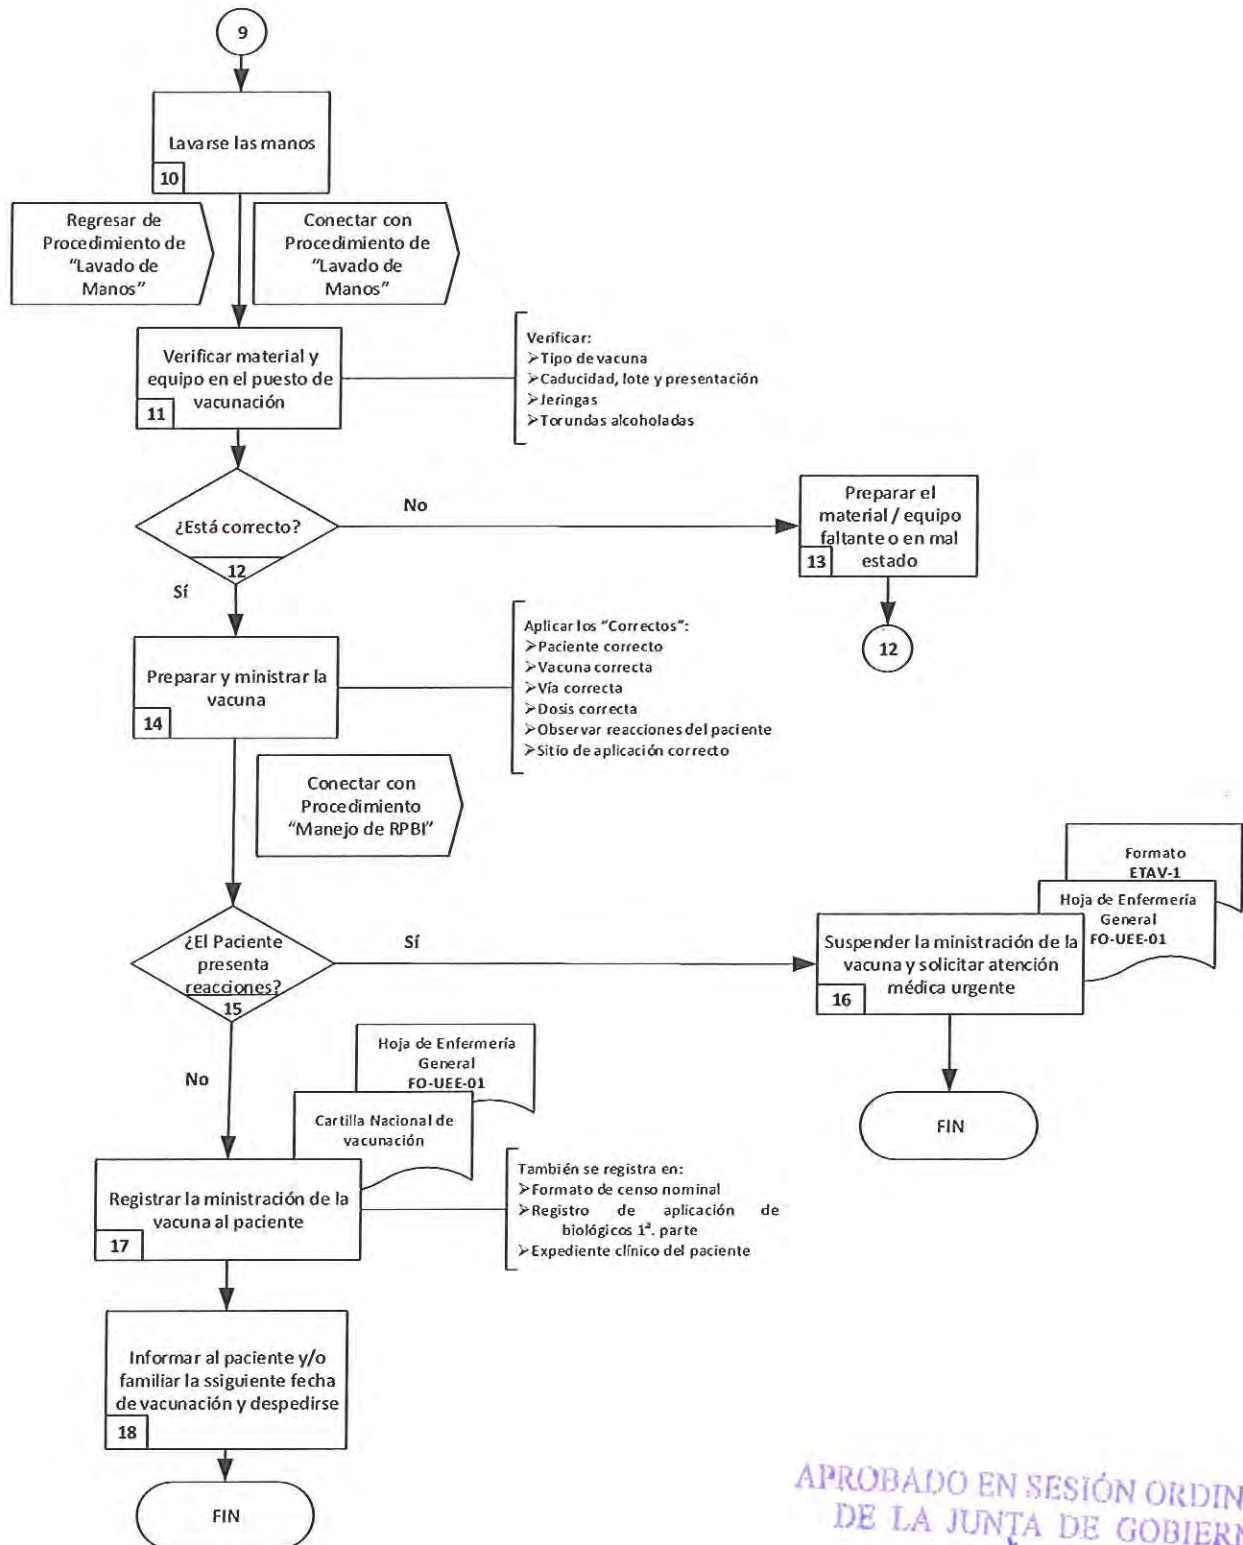 9
Lavarse las manos
10
Regresar de
Procedimiento de
“Lavado de
Manos”
Conectar con
Procedimiento de
“Lavado de
Manos”
Verificar material y
equipo en el puesto de
vacunación
11
Verificar:
➢Tipo de vacuna
➢Caducidad, lote y presentación
➢Jeringas
➢Torundas alcoholadas
¿Está correcto?
12
No
Sí
Preparar el
material / equipo
faltante o en mal
estado
13
12
Preparar y ministrar la
vacuna
14
Aplicar los “Correctos”:
➢Paciente correcto
➢Vacuna correcta
➢Vía correcta
➢Dosis correcta
➢Observar reacciones del paciente
➢Sitio de aplicación correcto
Conectar con
Procedimiento
“Manejo de RPBI”
¿El Paciente
presenta
reacciones?
15
Sí
No
Formato
ETAV-1
Hoja de Enfermería
General
FO-UEE-01
Suspender la ministración de la
vacuna y solicitar atención
médica urgente
16
FIN
Hoja de Enfermería
General
FO-UEE-01
Cartilla Nacional de
vacunación
Registrar la ministración de la
vacuna al paciente
17
También se registra en:
➢Formato de censo nominal
➢Registro de aplicación de
biológicos 1ª. parte
➢Expediente clínico del paciente
Informar al paciente y/o
familiar la ssiguiente fecha
de vacunación y despedirse
18
FIN
APROBADO EN SESIÓN ORDIN
DE LA JUNTA DE GOBIERN